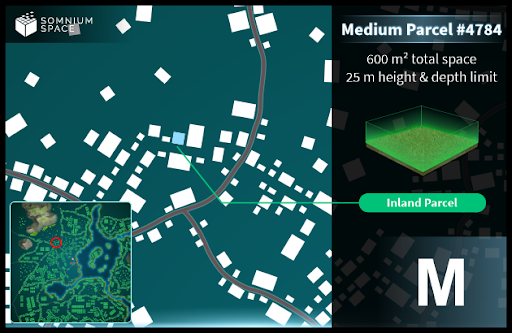 SOMNIUM
SPACE
Medium Parcel #4784
600 m² total space
25 m height & depth limit
Inland Parcel
M